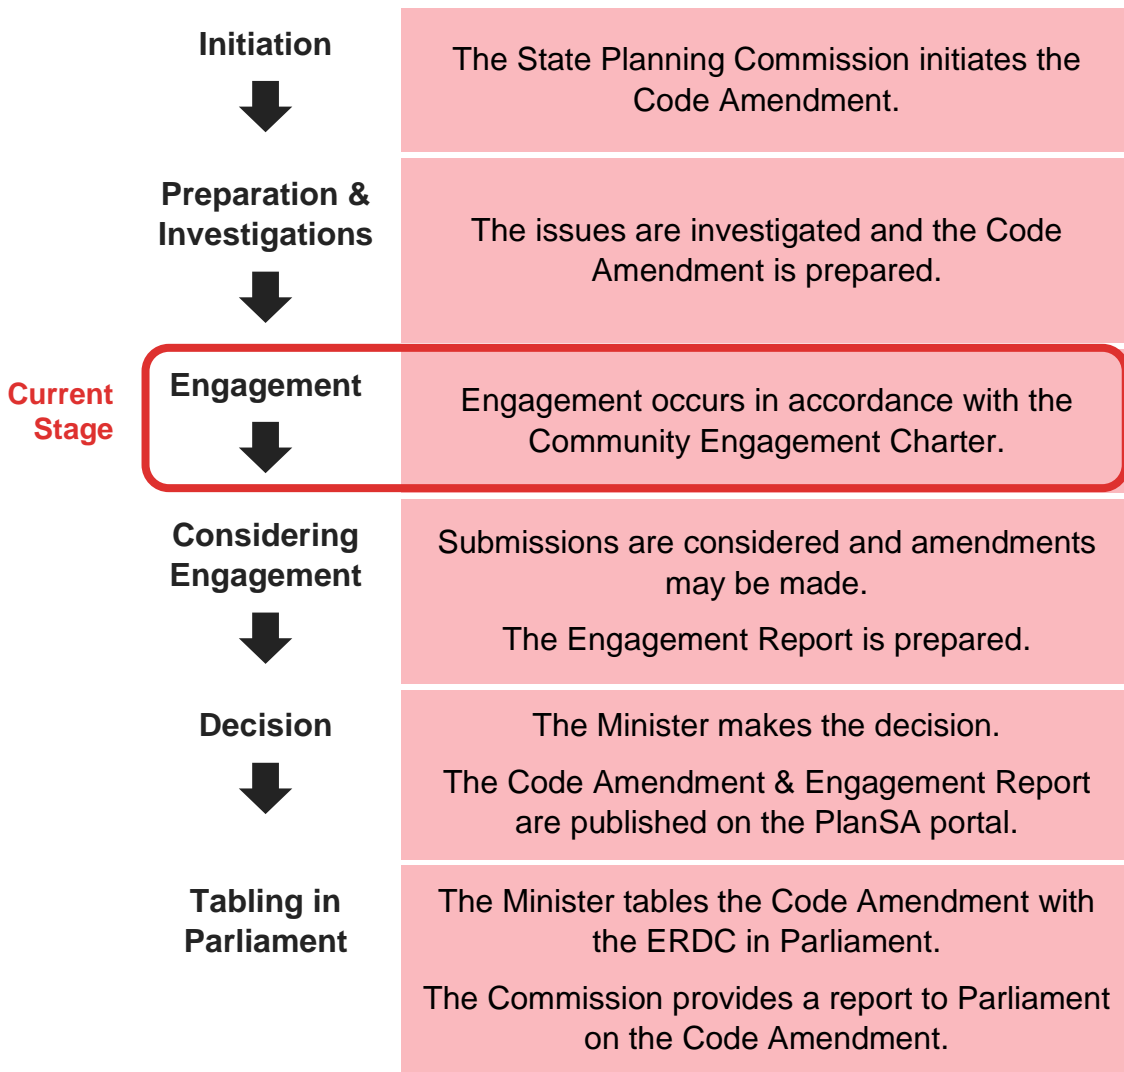 Initiation
The State Planning Commission initiates the
Code Amendment.
Preparation &
Investigations
The issues are investigated and the Code
Amendment is prepared.
Current
Stage
Engagement
Engagement occurs in accordance with the
Community Engagement Charter.
Considering
Engagement
Submissions are considered and amendments
may be made.
The Engagement Report is prepared.
Decision
The Minister makes the decision.
The Code Amendment & Engagement Report
are published on the PlanSA portal.
Tabling in
Parliament
The Minister tables the Code Amendment with
the ERDC in Parliament.
The Commission provides a report to Parliament
on the Code Amendment.